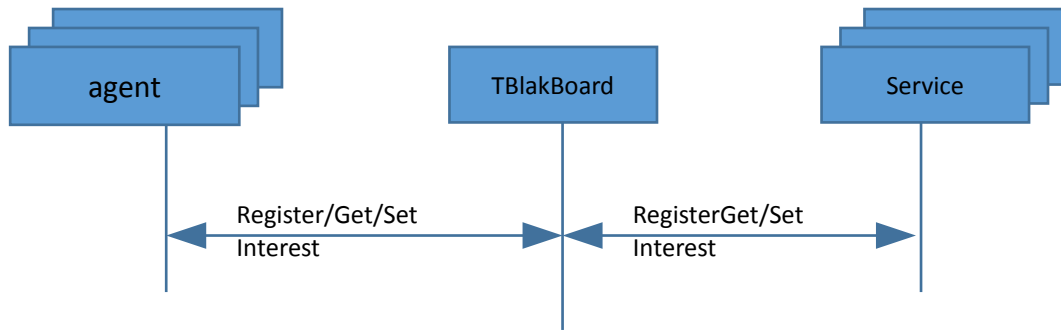 agent
TBlakBoard
Service
Register/Get/Set
Interest
RegisterGet/Set
Interest